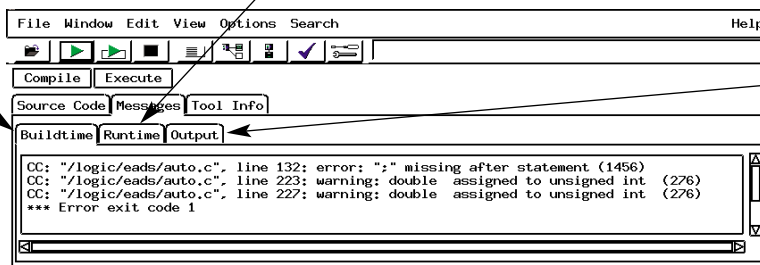 File Window Edit View Options Search Help
Compile Execute
Source Code Messages Tool Info
Buildtime Runtime Output
CC: "/logic/eads/auto.c", line 132: error: ";" missing after statement (1456)
CC: "/logic/eads/auto.c", line 223: warning: double  assigned to unsigned int  (276)
CC: "/logic/eads/auto.c", line 227: warning: double  assigned to unsigned int  (276)
*** Error exit code 1